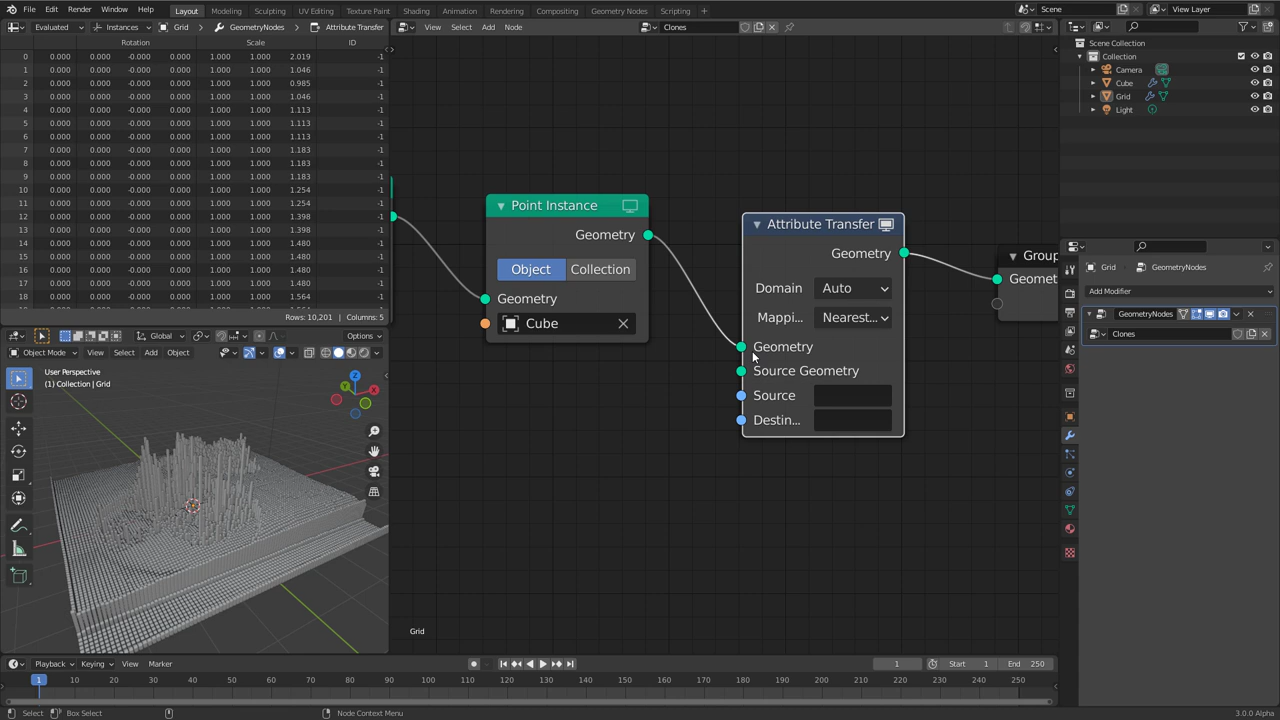 File Edit Render Window Help Layout Modeling Sculpting UV Editing Texture Paint Shading Animation Rendering Compositing Geometry Nodes Scripting Scene View Layer
Evaluated Instances Grid GeometryNodes Attribute Transfer View Select Add Node Clones
Rotation Scale ID
0 0.000 0.000 -0.000 0.000 1.000 1.000 2.019 -1
1 0.000 0.000 -0.000 0.000 1.000 1.000 1.046 -1
2 0.000 0.000 -0.000 0.000 1.000 1.000 0.985 -1
3 0.000 0.000 -0.000 0.000 1.000 1.000 1.046 -1
4 0.000 0.000 -0.000 0.000 1.000 1.000 1.113 -1
5 0.000 0.000 -0.000 0.000 1.000 1.000 1.113 -1
6 0.000 0.000 -0.000 0.000 1.000 1.000 1.113 -1
7 0.000 0.000 -0.000 0.000 1.000 1.000 1.183 -1
8 0.000 0.000 -0.000 0.000 1.000 1.000 1.183 -1
9 0.000 0.000 -0.000 0.000 1.000 1.000 1.183 -1
10 0.000 0.000 -0.000 0.000 1.000 1.000 1.254 -1
11 0.000 0.000 -0.000 0.000 1.000 1.000 1.254 -1
12 0.000 0.000 -0.000 0.000 1.000 1.000 1.398 -1
13 0.000 0.000 -0.000 0.000 1.000 1.000 1.398 -1
14 0.000 0.000 -0.000 0.000 1.000 1.000 1.480 -1
15 0.000 0.000 -0.000 0.000 1.000 1.000 1.480 -1
16 0.000 0.000 -0.000 0.000 1.000 1.000 1.480 -1
17 0.000 0.000 -0.000 0.000 1.000 1.000 1.480 -1
18 0.000 0.000 -0.000 0.000 1.000 1.000 1.564 -1
Rows: 10,201 | Columns: 5
Global
Options
Object Mode View Select Add Object
User Perspective
(1) Collection | Grid
Z
Y
X
Point Instance
Geometry
Object Collection
Geometry
Cube
Attribute Transfer
Geometry
Domain Auto
Mappi... Nearest...
Geometry
Source Geometry
Source
Destin...
Group
Geomet
Grid
Scene Collection
Collection
Camera
Cube
Grid
Light
Grid GeometryNodes
Add Modifier
GeometryNodes
Clones
Playback Keying View Marker 1 Start 1 End 250
1 10 20 30 40 50 60 70 80 90 100 110 120 130 140 150 160 170 180 190 200 210 220 230 240 250
Select Box Select Node Context Menu 3.0.0 Alpha